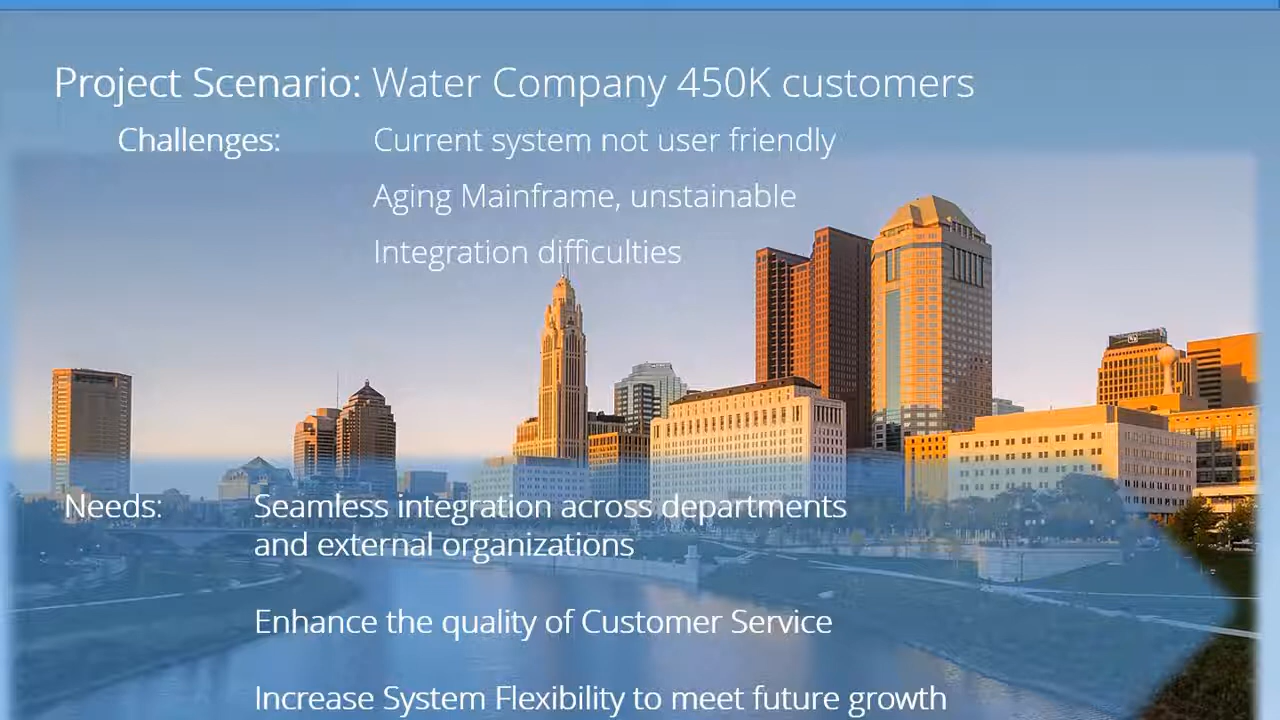 Project Scenario: Water Company 450K customers
Challenges: Current system not user friendly
Aging Mainframe, unstainable
Integration difficulties
Needs: Seamless integration across departments
and external organizations
Enhance the quality of Customer Service
Increase System Flexibility to meet future growth